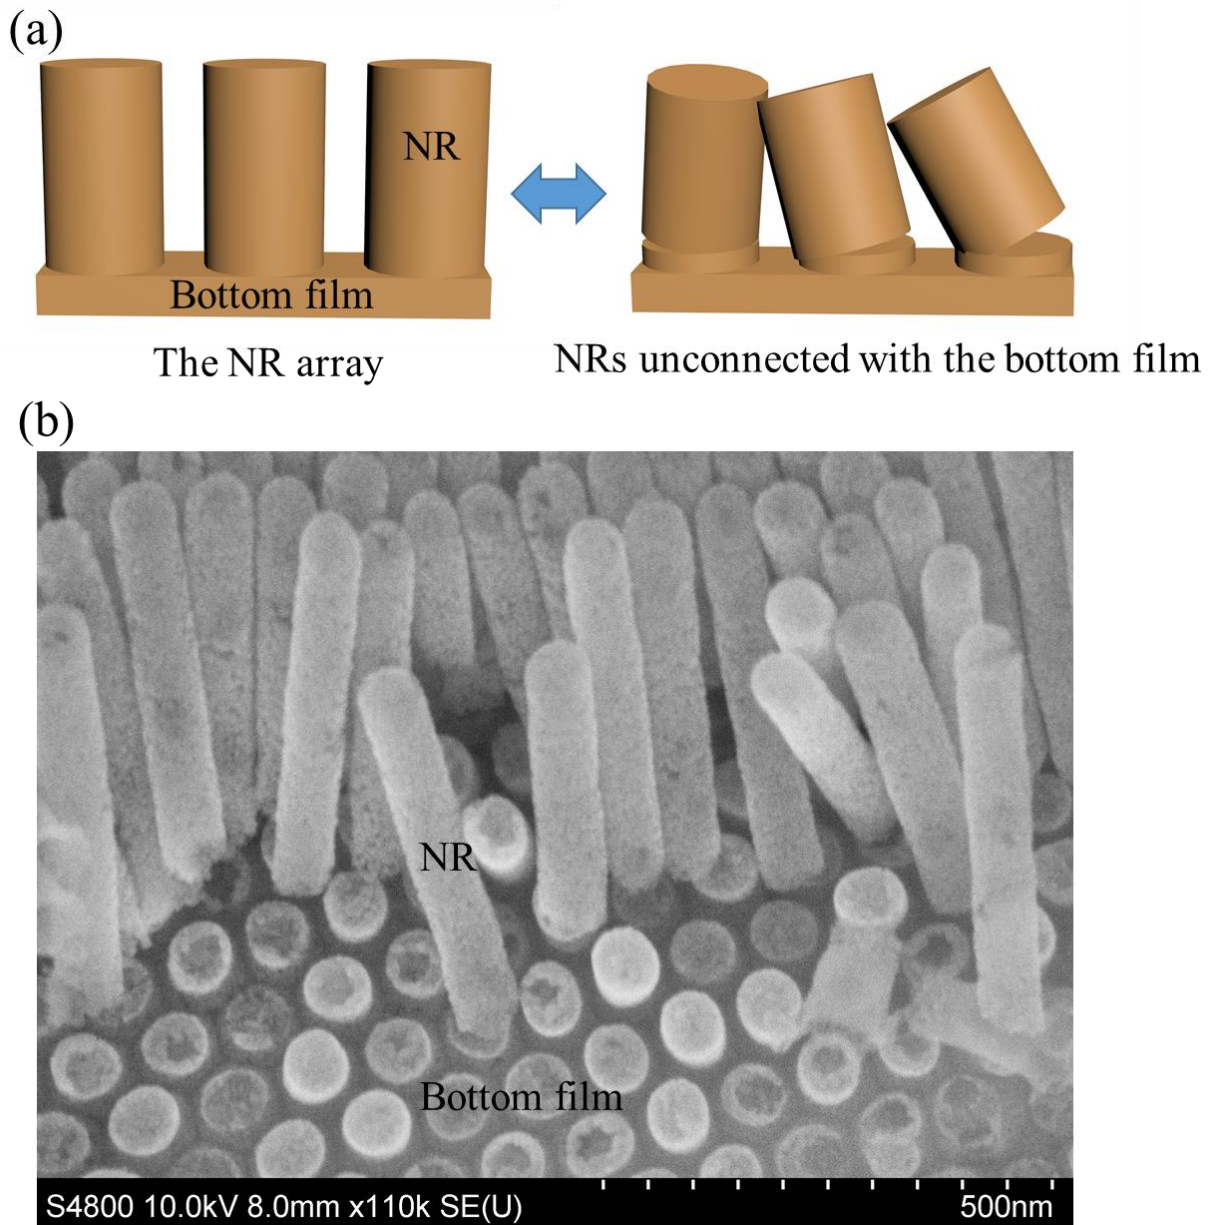 (a)
NR
Bottom film
The NR array
NRs unconnected with the bottom film
(b)
NR
Bottom film
S4800 10.0kV 8.0mm x110k SE(U)
500nm